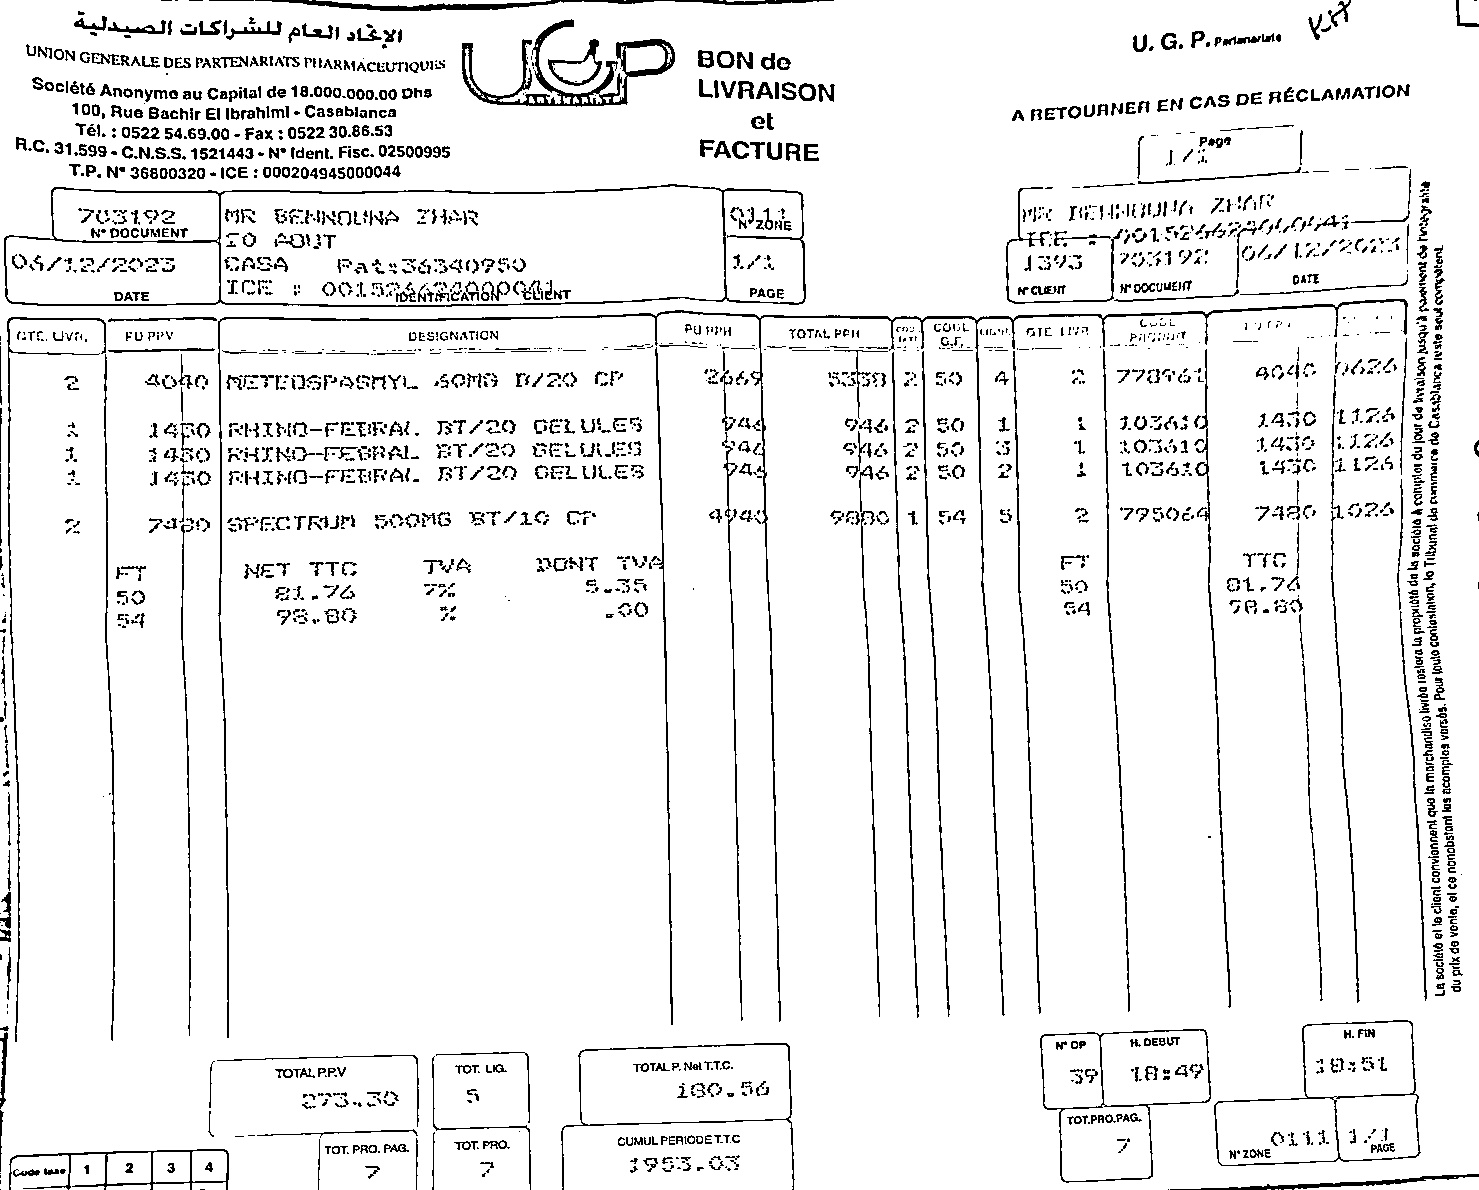 الإتحاد العام للشراكات الصيدلية
UNION GENERALE DES PARTENARIATS PHARMACEUTIQUES
Société Anonyme au Capital de 18.000.000.00 Dhs
100, Rue Bachir El Ibrahimi - Casablanca
Tél. : 0522 54.69.00 - Fax : 0522 30.86.53
R.C. 31.599 - C.N.S.S. 1521443 - N° Ident. Fisc. 02500995
T.P. N° 36800320 - ICE : 000204945000044
UGP
PARTENARIATS
BON de
LIVRAISON
et
FACTURE
U. G. P. Partenariats
Kit
A RETOURNER EN CAS DE RÉCLAMATION
Page
1/1
703192
N° DOCUMENT
06/12/2023
DATE
MR BENNOUNA ZHAR
IO AOUT
CASA Pat:36340950
ICE : 001526624000041
IDENTIFICATION CLIENT
0111
N° ZONE
1/1
PAGE
MR BENNOUNA ZHAR
ICE : 001526624000041
1393
N° CLIENT
703192
N° DOCUMENT
06/12/2023
DATE
QTE. LIVR. PU PPV DESIGNATION PU PPH TOTAL PPH CODE G.F. LIGNE QTE LIVR CODE PRODUIT
2 4040 METEOSPASMYL 60MG B/20 CP 2669 5338 2 50 4 2 778961 4040 0626
1 1430 RHINO-FEBRAL BT/20 GELULES 946 946 2 50 1 1 103610 1430 1126
1 1430 RHINO-FEBRAL BT/20 GELULES 946 946 2 50 3 1 103610 1430 1126
1 1430 RHINO-FEBRAL BT/20 GELULES 946 946 2 50 2 1 103610 1430 1126
2 7480 SPECTRUM 500MG BT/10 CP 4940 9880 1 54 5 2 795064 7480 1026
FT NET TTC TVA DONT TVA FT TTC
50 81.76 7% 5.35 50 81.76
54 98.80 % .00 54 98.80
La société et le client conviennent que la marchandise livrée restera la propriété de la société à compter du jour de livraison jusqu'à paiement de l'intégralité
du prix de vente, et ce nonobstant les acomptes versés. Pour toute contestation, le Tribunal de commerce de Casablanca reste seul compétent.
TOTAL P.P.V
273.30
TOT. LIG.
5
TOTAL P. Net T.T.C.
180.56
N° OP
39
H. DEBUT
18:49
H. FIN
18:51
TOT. PRO. PAG.
7
TOT. PRO.
7
CUMUL PERIODE T.T.C
1953.03
TOT.PRO.PAG.
7
0111
N° ZONE
1/1
PAGE
Code taxe 1 2 3 4